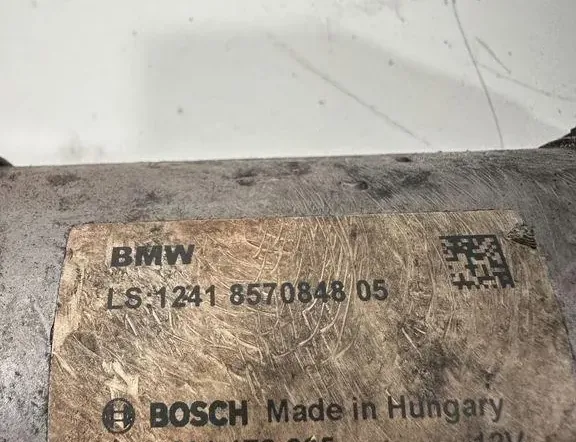 BMW
LS:1241 8570848 05
BOSCH Made in Hungary